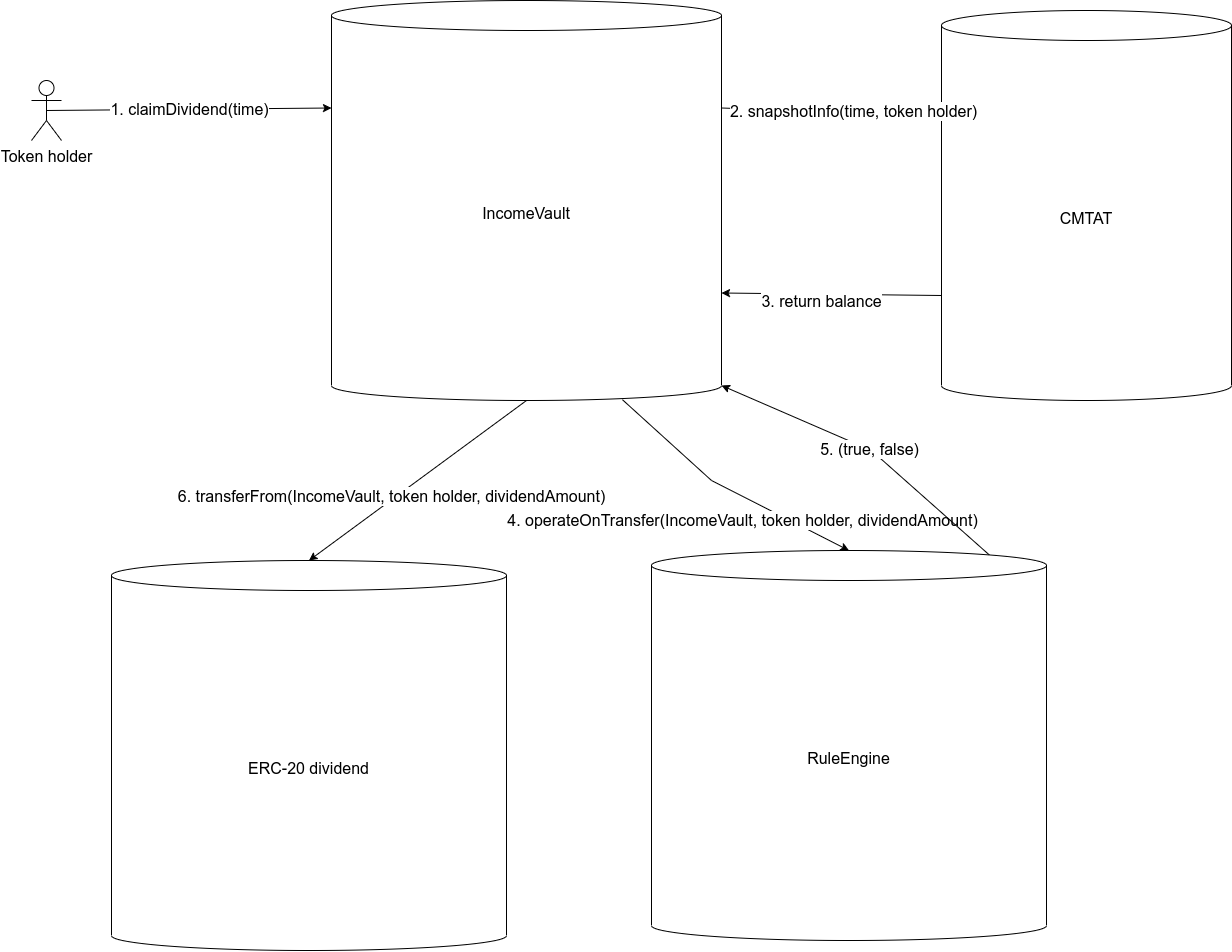 1. claimDividend(time)
2. snapshotInfo(time, token holder)
Token holder
IncomeVault
CMTAT
3. return balance
5. (true, false)
6. transferFrom(IncomeVault, token holder, dividendAmount)
4. operateOnTransfer(IncomeVault, token holder, dividendAmount)
ERC-20 dividend
RuleEngine